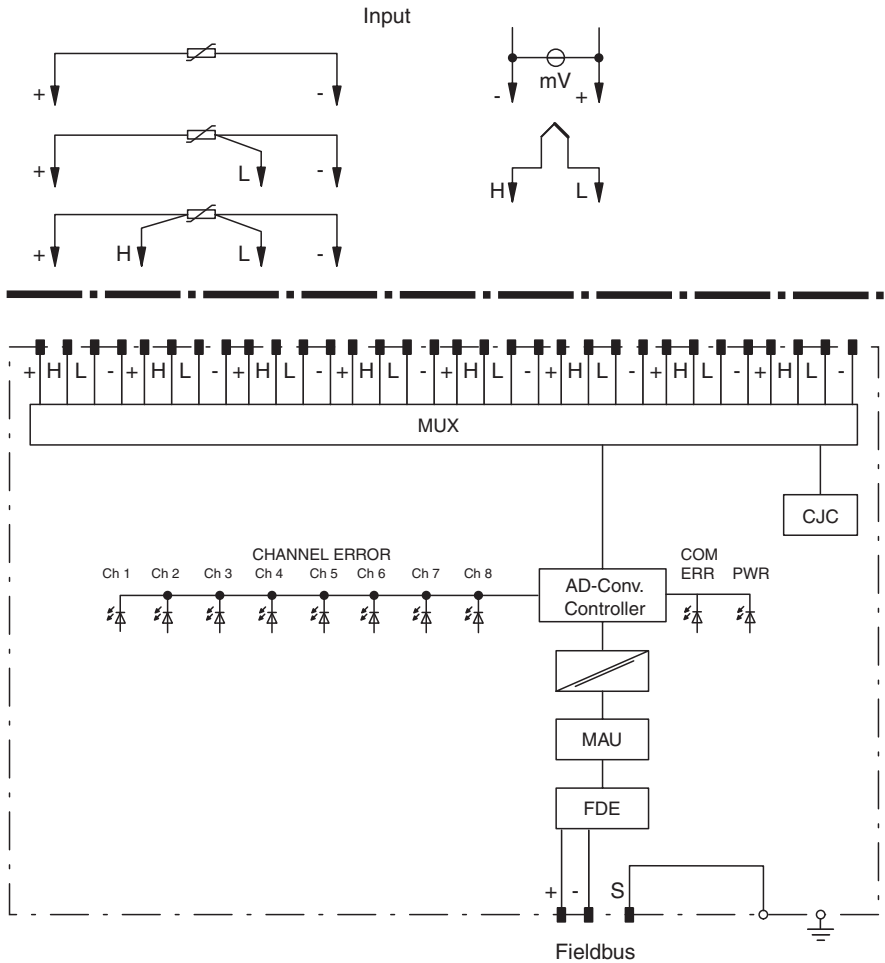 Input
+ -
- mV +
+ L -
H L
+ H L -
+ H L - + H L - + H L - + H L - + H L - + H L - + H L - + H L -
MUX
CJC
CHANNEL ERROR
Ch 1 Ch 2 Ch 3 Ch 4 Ch 5 Ch 6 Ch 7 Ch 8
AD-Conv.
Controller
COM
ERR PWR
MAU
FDE
+ - S
Fieldbus